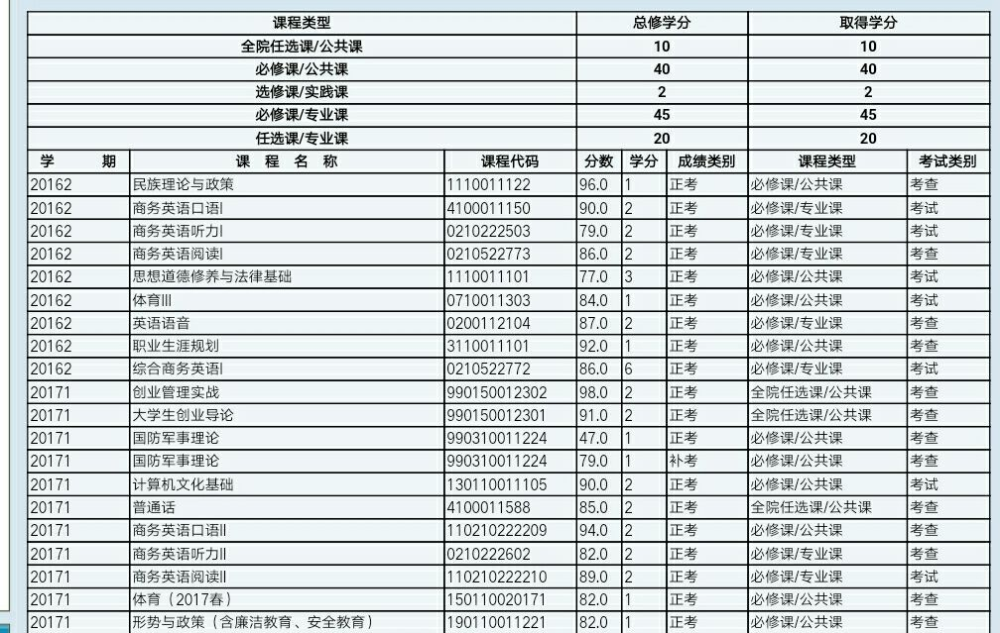 课程类型 总修学分 取得学分
全院任选课/公共课 10 10
必修课/公共课 40 40
选修课/实践课 2 2
必修课/专业课 45 45
任选课/专业课 20 20
学 期 课 程 名 称 课程代码 分数 学分 成绩类别 课程类型 考试类别
20162 民族理论与政策 1110011122 96.0 1 正考 必修课/公共课 考查
20162 商务英语口语I 4100011150 90.0 2 正考 必修课/专业课 考试
20162 商务英语听力I 0210222503 79.0 2 正考 必修课/专业课 考试
20162 商务英语阅读I 0210522773 86.0 2 正考 必修课/专业课 考查
20162 思想道德修养与法律基础 1110011101 77.0 3 正考 必修课/公共课 考试
20162 体育III 0710011303 84.0 1 正考 必修课/公共课 考试
20162 英语语音 0200112104 87.0 2 正考 必修课/专业课 考查
20162 职业生涯规划 3110011101 92.0 1 正考 必修课/公共课 考查
20162 综合商务英语I 0210522772 86.0 6 正考 必修课/专业课 考试
20171 创业管理实战 990150012302 98.0 2 正考 全院任选课/公共课 考查
20171 大学生创业导论 990150012301 91.0 2 正考 全院任选课/公共课 考查
20171 国防军事理论 990310011224 47.0 1 正考 必修课/公共课 考查
20171 国防军事理论 990310011224 79.0 1 补考 必修课/公共课 考查
20171 计算机文化基础 130110011105 90.0 2 正考 必修课/公共课 考试
20171 普通话 4100011588 85.0 2 正考 全院任选课/公共课 考查
20171 商务英语口语II 110210222209 94.0 2 正考 必修课/公共课 考查
20171 商务英语听力II 0210222602 82.0 2 正考 必修课/专业课 考查
20171 商务英语阅读II 110210222210 89.0 2 正考 必修课/专业课 考试
20171 体育（2017春） 150110020171 82.0 1 正考 必修课/公共课 考查
20171 形势与政策（含廉洁教育、安全教育） 190110011221 82.0 1 正考 必修课/公共课 考查